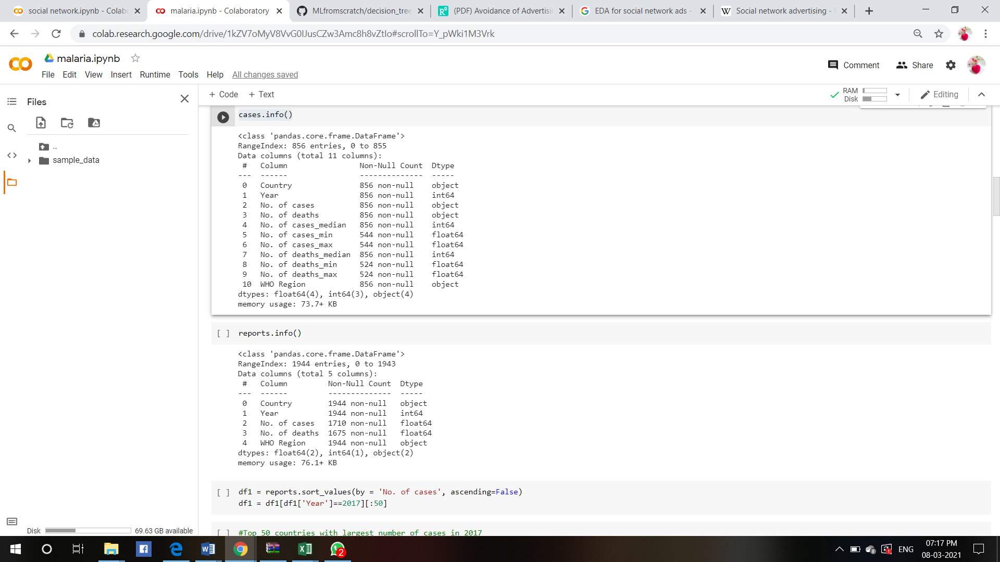 social network.ipynb - Colab
malaria.ipynb - Colaboratory
MLfromscratch/decision_tree
(PDF) Avoidance of Advertisi
EDA for social network ads -
Social network advertising -
colab.research.google.com/drive/1kZV7oMyV8VvG0IJusCZw3Amc8h8vZtIo#scrollTo=Y_pWki1M3Vrk
malaria.ipynb
File Edit View Insert Runtime Tools Help All changes saved
Comment Share
Files
+ Code + Text
RAM
Disk
Editing
..
sample_data
Disk 69.63 GB available
cases.info()
<class 'pandas.core.frame.DataFrame'>
RangeIndex: 856 entries, 0 to 855
Data columns (total 11 columns):
# Column Non-Null Count Dtype
--- ------ -------------- -----
0 Country 856 non-null object
1 Year 856 non-null int64
2 No. of cases 856 non-null object
3 No. of deaths 856 non-null object
4 No. of cases_median 856 non-null int64
5 No. of cases_min 544 non-null float64
6 No. of cases_max 544 non-null float64
7 No. of deaths_median 856 non-null int64
8 No. of deaths_min 524 non-null float64
9 No. of deaths_max 524 non-null float64
10 WHO Region 856 non-null object
dtypes: float64(4), int64(3), object(4)
memory usage: 73.7+ KB
[ ] reports.info()
<class 'pandas.core.frame.DataFrame'>
RangeIndex: 1944 entries, 0 to 1943
Data columns (total 5 columns):
# Column Non-Null Count Dtype
--- ------ -------------- -----
0 Country 1944 non-null object
1 Year 1944 non-null int64
2 No. of cases 1710 non-null float64
3 No. of deaths 1675 non-null float64
4 WHO Region 1944 non-null object
dtypes: float64(2), int64(1), object(2)
memory usage: 76.1+ KB
[ ] df1 = reports.sort_values(by = 'No. of cases', ascending=False)
df1 = df1[df1['Year']==2017][:50]
[ ] #Top 50 countries with largest number of cases in 2017
2
ENG
07:17 PM
08-03-2021